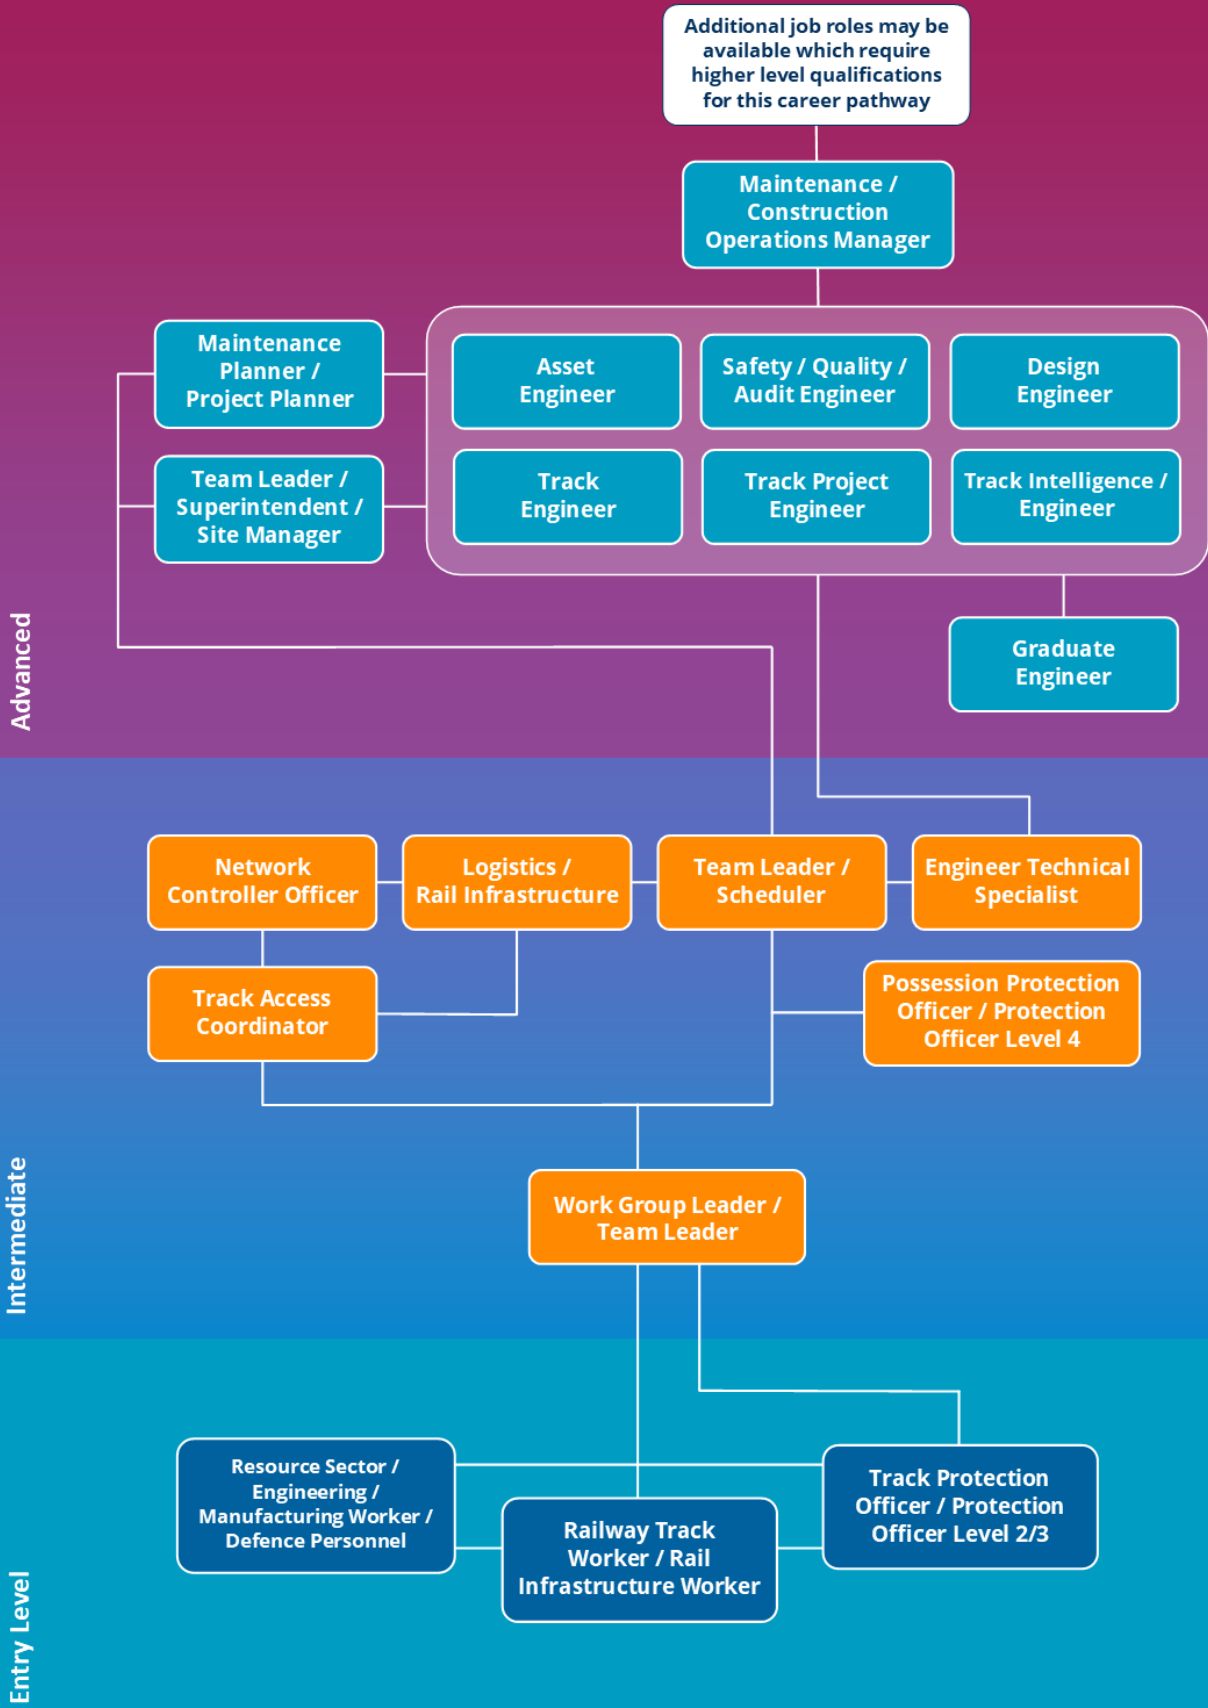 Additional job roles may be
available which require
higher level qualifications
for this career pathway
Maintenance /
Construction
Operations Manager
Maintenance
Planner /
Project Planner
Asset
Engineer
Safety / Quality /
Audit Engineer
Design
Engineer
Team Leader /
Superintendent /
Site Manager
Track
Engineer
Track Project
Engineer
Track Intelligence /
Engineer
Graduate
Engineer
Advanced
Network
Controller Officer
Logistics /
Rail Infrastructure
Team Leader /
Scheduler
Engineer Technical
Specialist
Track Access
Coordinator
Possession Protection
Officer / Protection
Officer Level 4
Work Group Leader /
Team Leader
Intermediate
Resource Sector /
Engineering /
Manufacturing Worker /
Defence Personnel
Railway Track
Worker / Rail
Infrastructure Worker
Track Protection
Officer / Protection
Officer Level 2/3
Entry Level